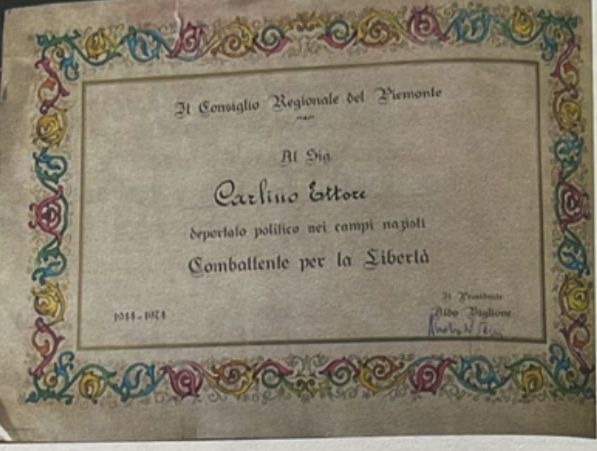 Il Consiglio Regionale del Piemonte
Al Sig.
Carlino Ettore
deportato politico nei campi nazisti
Combattente per la Libertà
Il Presidente
Aldo Viglione